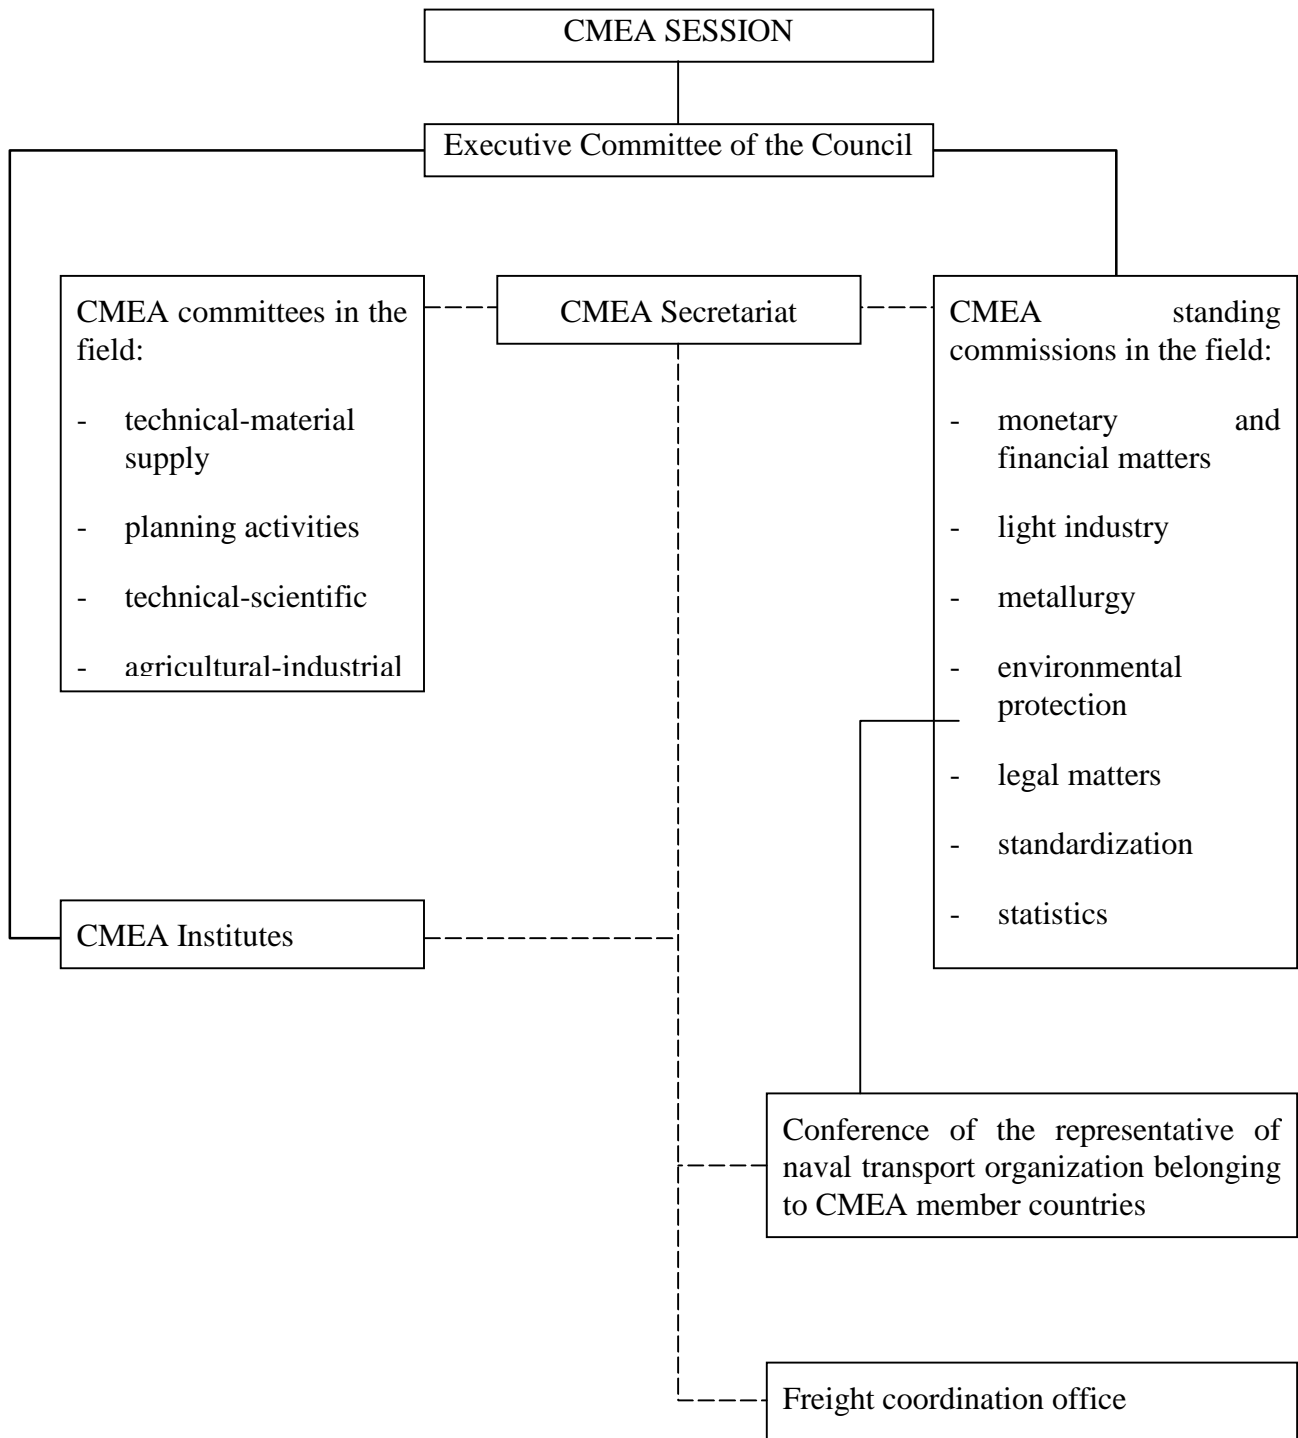 CMEA SESSION
Executive Committee of the Council
CMEA committees in the
field:
- technical-material
supply
- planning activities
- technical-scientific
- agricultural-industrial
CMEA Secretariat
CMEA standing
commissions in the field:
- monetary and
financial matters
- light industry
- metallurgy
- environmental
protection
- legal matters
- standardization
- statistics
CMEA Institutes
Conference of the representative of
naval transport organization belonging
to CMEA member countries
Freight coordination office